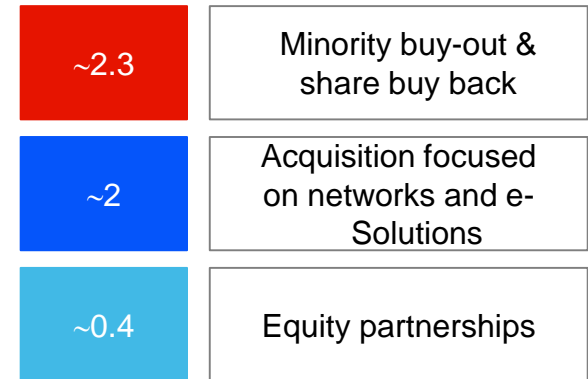 ~2.3
Minority buy-out &
share buy back
~2
Acquisition focused
on networks and e-
Solutions
~0.4
Equity partnerships